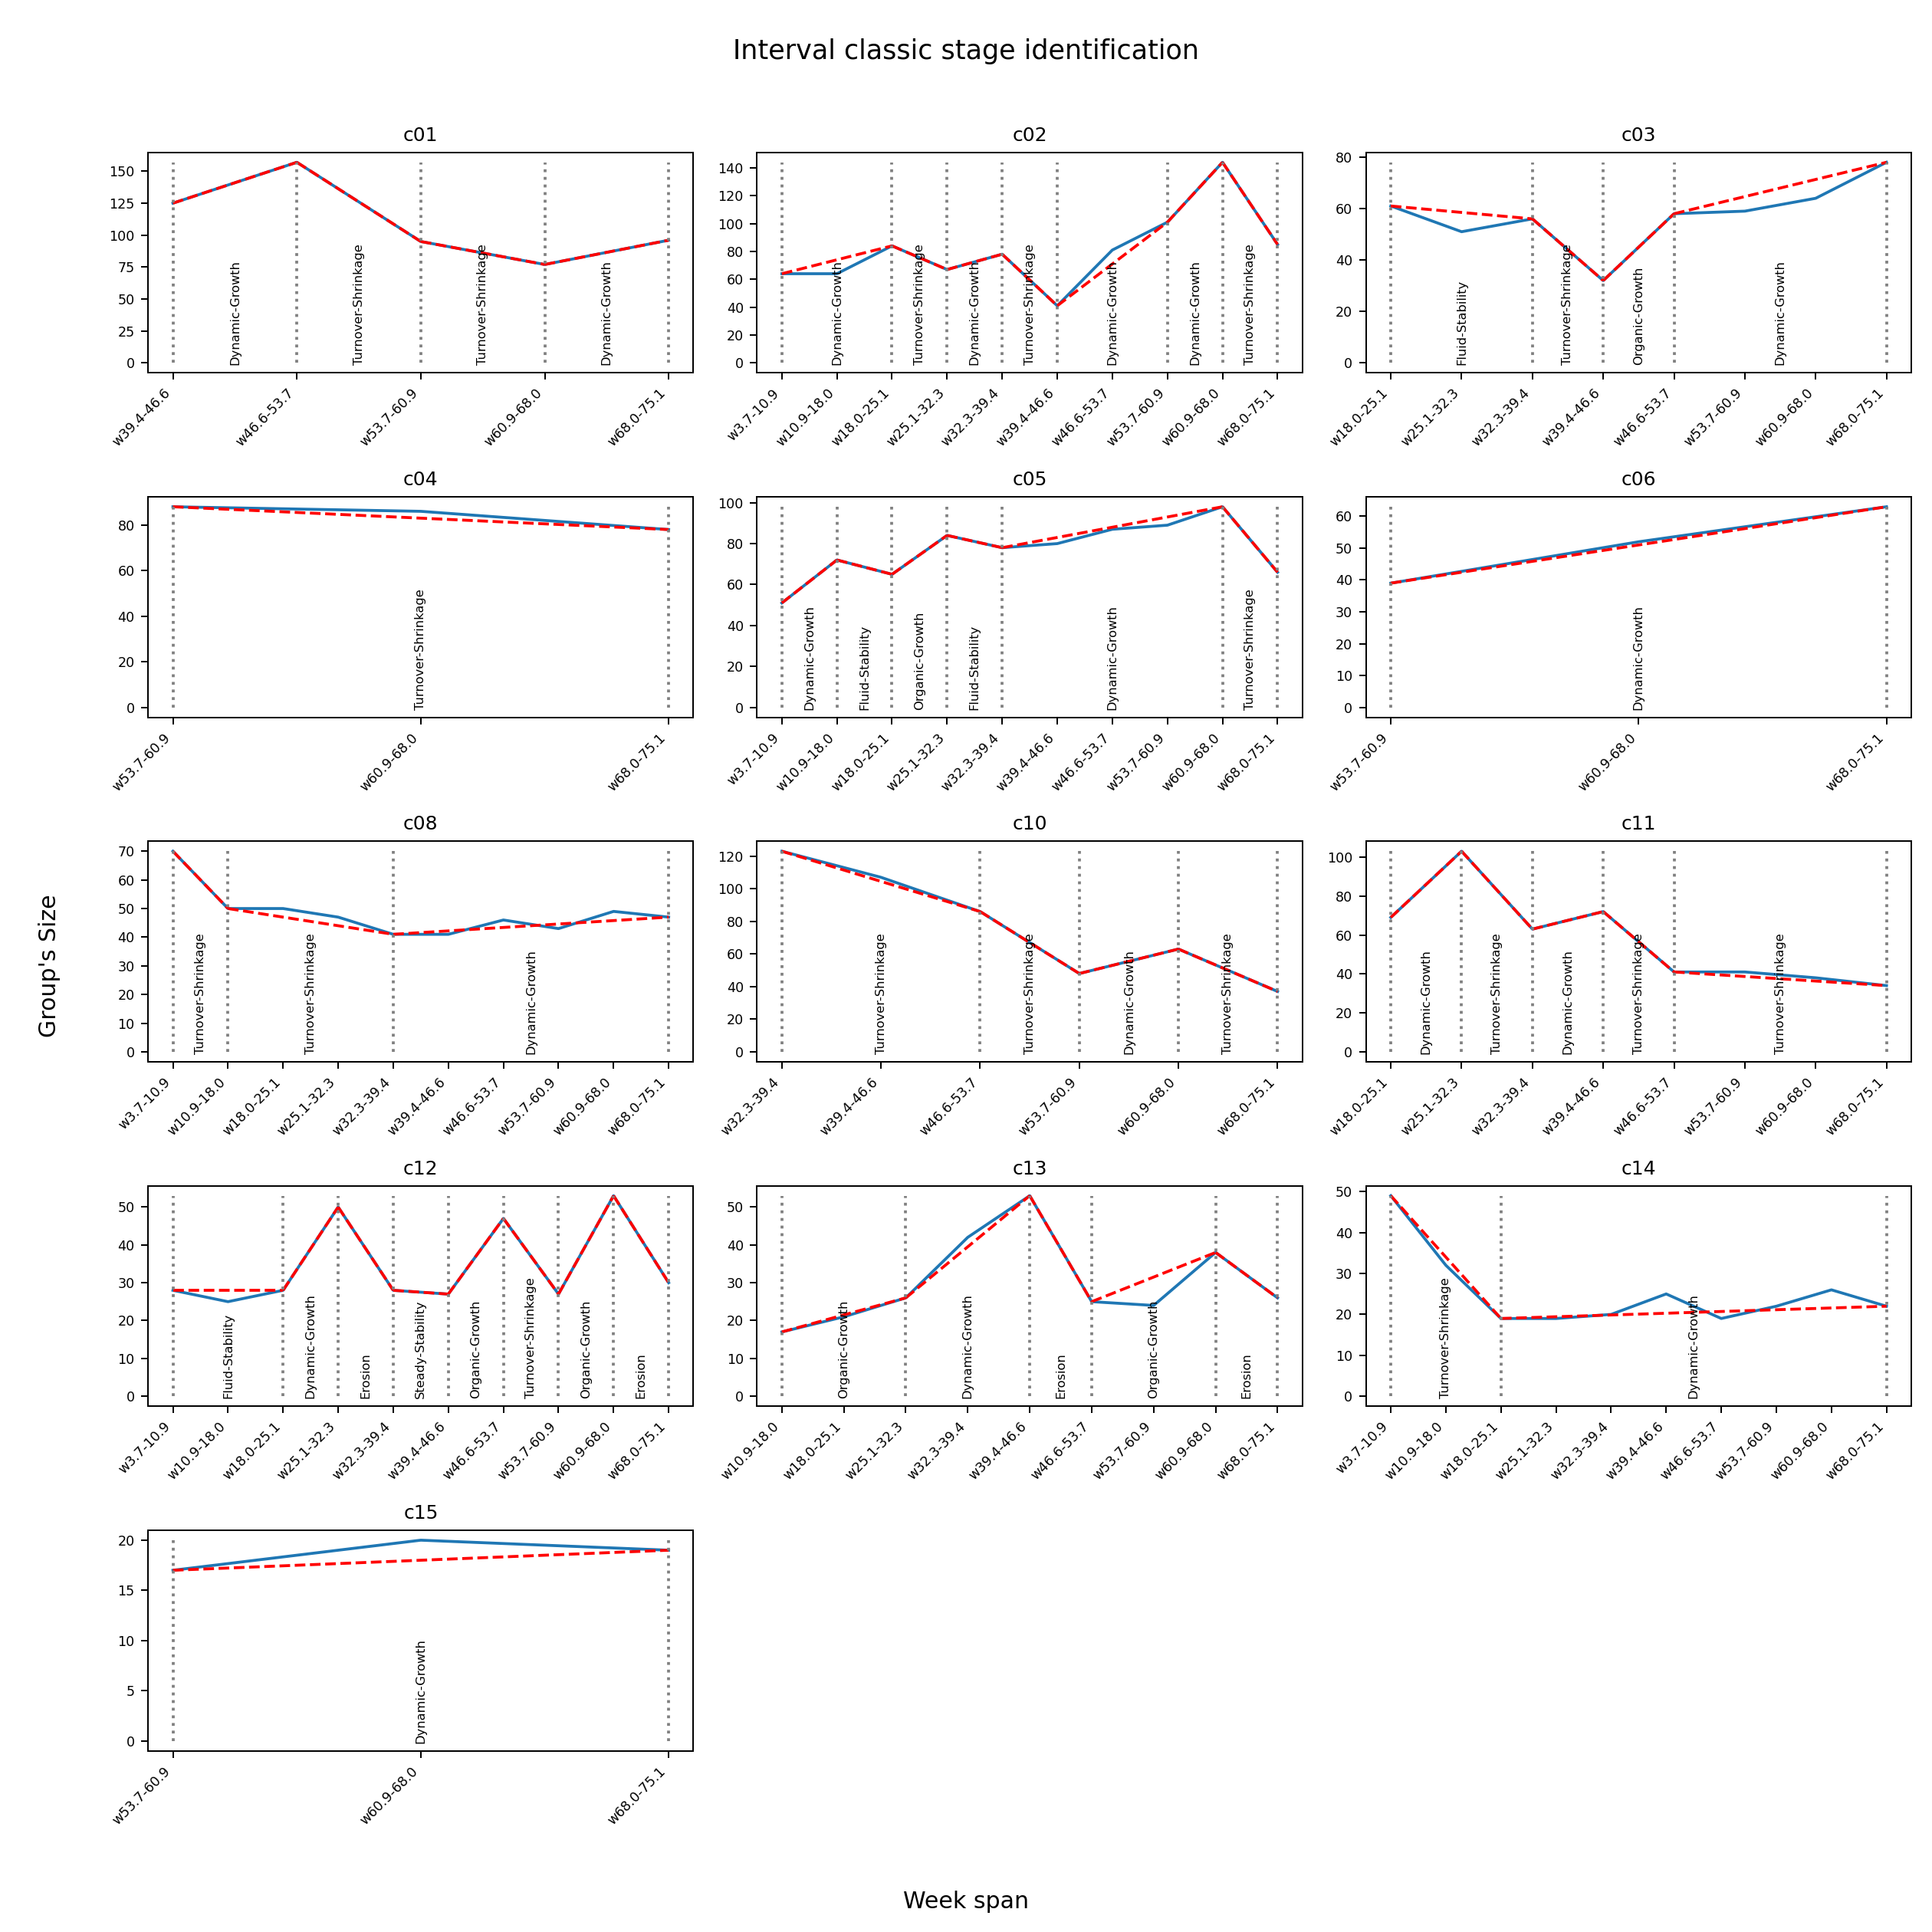 Interval classic stage identification
Group's Size
c01
150
125
100
75
50
25
0
Dynamic-Growth
Turnover-Shrinkage
Turnover-Shrinkage
Dynamic-Growth
w39.4-46.6
w46.6-53.7
w53.7-60.9
w60.9-68.0
w68.0-75.1
c02
140
120
100
80
60
40
20
0
Dynamic-Growth
Turnover-Shrinkage
Dynamic-Growth
Turnover-Shrinkage
Dynamic-Growth
Dynamic-Growth
Turnover-Shrinkage
w3.7-10.9
w10.9-18.0
w18.0-25.1
w25.1-32.3
w32.3-39.4
w39.4-46.6
w46.6-53.7
w53.7-60.9
w60.9-68.0
w68.0-75.1
c03
80
60
40
20
0
Fluid-Stability
Turnover-Shrinkage
Organic-Growth
Dynamic-Growth
w18.0-25.1
w25.1-32.3
w32.3-39.4
w39.4-46.6
w46.6-53.7
w53.7-60.9
w60.9-68.0
w68.0-75.1
c04
80
60
40
20
0
Turnover-Shrinkage
w53.7-60.9
w60.9-68.0
w68.0-75.1
c05
100
80
60
40
20
0
Dynamic-Growth
Fluid-Stability
Organic-Growth
Fluid-Stability
Dynamic-Growth
Turnover-Shrinkage
w3.7-10.9
w10.9-18.0
w18.0-25.1
w25.1-32.3
w32.3-39.4
w39.4-46.6
w46.6-53.7
w53.7-60.9
w60.9-68.0
w68.0-75.1
c06
60
50
40
30
20
10
0
Dynamic-Growth
w53.7-60.9
w60.9-68.0
w68.0-75.1
c08
70
60
50
40
30
20
10
0
Turnover-Shrinkage
Turnover-Shrinkage
Dynamic-Growth
w3.7-10.9
w10.9-18.0
w18.0-25.1
w25.1-32.3
w32.3-39.4
w39.4-46.6
w46.6-53.7
w53.7-60.9
w60.9-68.0
w68.0-75.1
c10
120
100
80
60
40
20
0
Turnover-Shrinkage
Turnover-Shrinkage
Dynamic-Growth
Turnover-Shrinkage
w32.3-39.4
w39.4-46.6
w46.6-53.7
w53.7-60.9
w60.9-68.0
w68.0-75.1
c11
100
80
60
40
20
0
Dynamic-Growth
Turnover-Shrinkage
Dynamic-Growth
Turnover-Shrinkage
Turnover-Shrinkage
w18.0-25.1
w25.1-32.3
w32.3-39.4
w39.4-46.6
w46.6-53.7
w53.7-60.9
w60.9-68.0
w68.0-75.1
c12
50
40
30
20
10
0
Fluid-Stability
Dynamic-Growth
Erosion
Steady-Stability
Organic-Growth
Turnover-Shrinkage
Organic-Growth
Erosion
w3.7-10.9
w10.9-18.0
w18.0-25.1
w25.1-32.3
w32.3-39.4
w39.4-46.6
w46.6-53.7
w53.7-60.9
w60.9-68.0
w68.0-75.1
c13
50
40
30
20
10
0
Organic-Growth
Dynamic-Growth
Erosion
Organic-Growth
Erosion
w10.9-18.0
w18.0-25.1
w25.1-32.3
w32.3-39.4
w39.4-46.6
w46.6-53.7
w53.7-60.9
w60.9-68.0
w68.0-75.1
c14
50
40
30
20
10
0
Turnover-Shrinkage
Dynamic-Growth
w3.7-10.9
w10.9-18.0
w18.0-25.1
w25.1-32.3
w32.3-39.4
w39.4-46.6
w46.6-53.7
w53.7-60.9
w60.9-68.0
w68.0-75.1
c15
20
15
10
5
0
Dynamic-Growth
w53.7-60.9
w60.9-68.0
w68.0-75.1
Week span